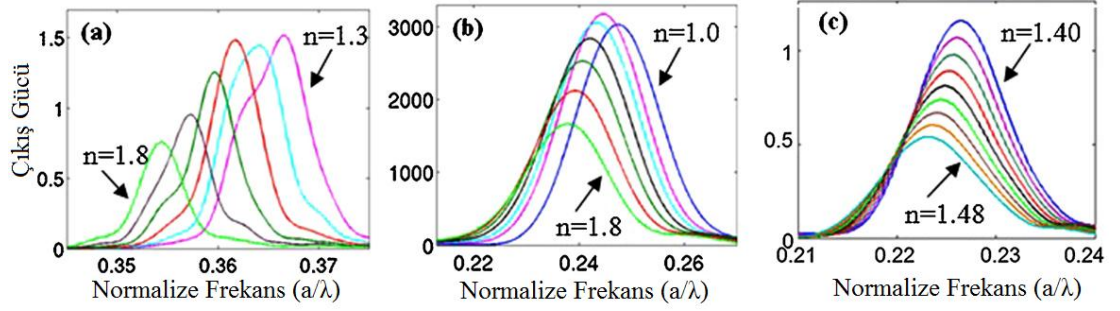 Çıkış Gücü
(a)
n=1.3
n=1.8
1.5
1
0.5
0
0.35
0.36
0.37
Normalize Frekans (a/λ)
(b)
n=1.0
n=1.8
3000
2000
1000
0
0.22
0.24
0.26
Normalize Frekans (a/λ)
(c)
n=1.40
n=1.48
1
0.5
0
0.21
0.22
0.23
0.24
Normalize Frekans (a/λ)